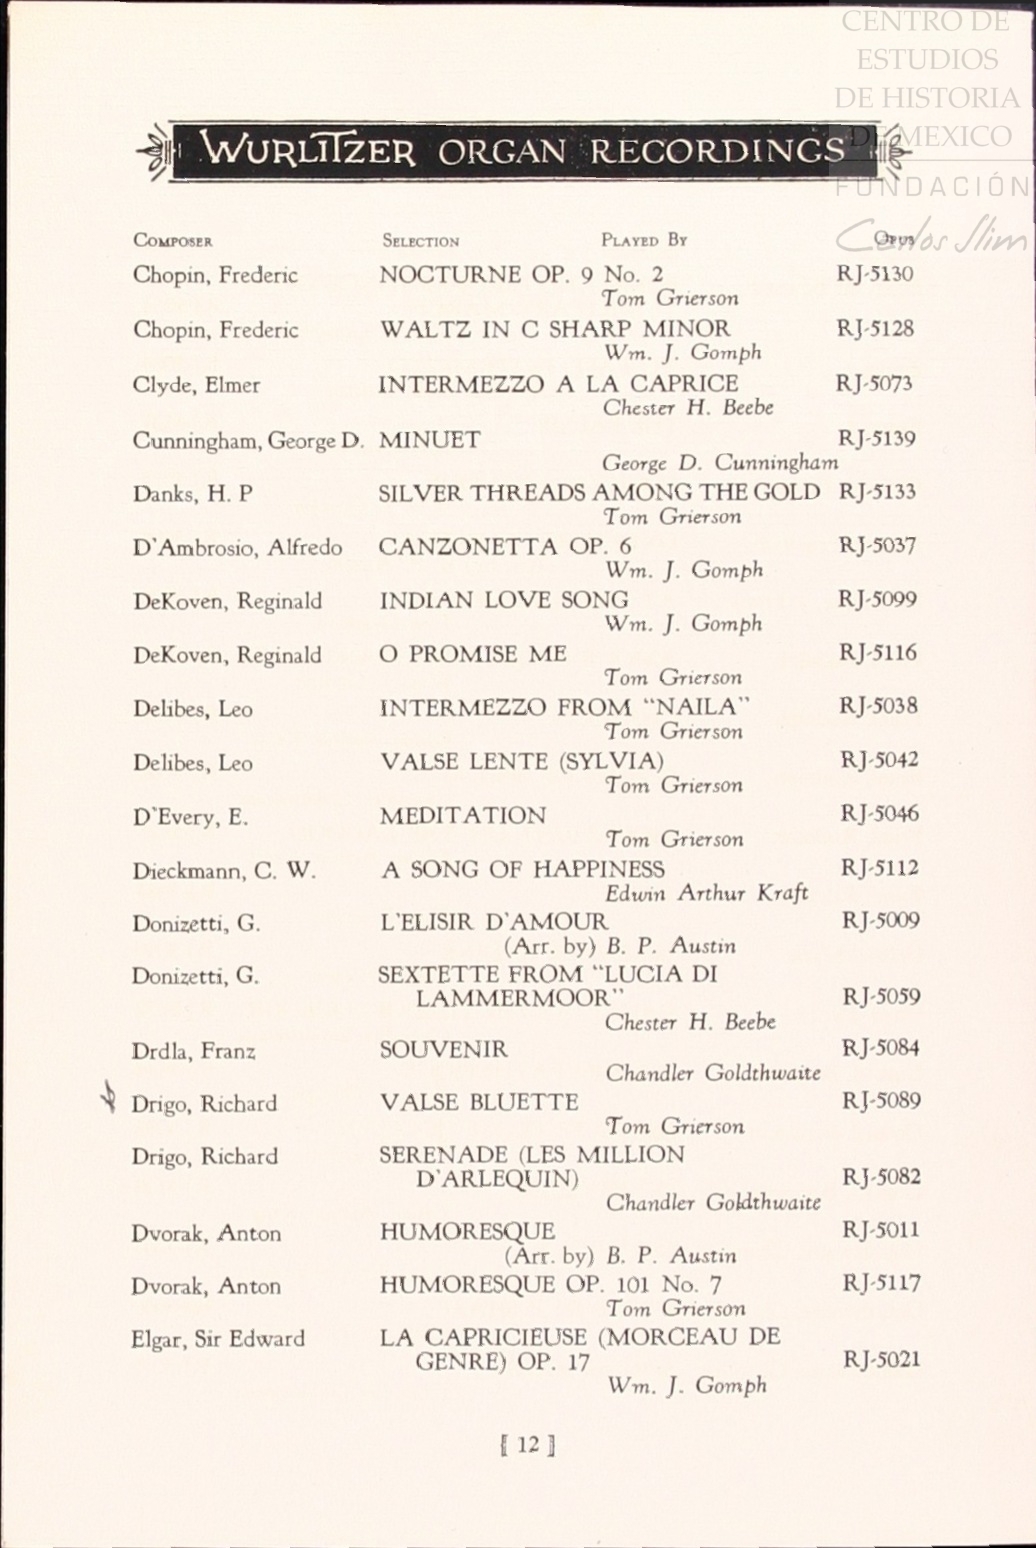 CENTRO DE
ESTUDIOS
DE HISTORIA
DE MEXICO
FUNDACIÓN
Carlos Slim
WURLITZER ORGAN RECORDINGS
COMPOSER SELECTION PLAYED BY OPUS
Chopin, Frederic NOCTURNE OP. 9 No. 2 RJ-5130
Tom Grierson
Chopin, Frederic WALTZ IN C SHARP MINOR RJ-5128
Wm. J. Gomph
Clyde, Elmer INTERMEZZO A LA CAPRICE RJ-5073
Chester H. Beebe
Cunningham, George D. MINUET RJ-5139
George D. Cunningham
Danks, H. P SILVER THREADS AMONG THE GOLD RJ-5133
Tom Grierson
D'Ambrosio, Alfredo CANZONETTA OP. 6 RJ-5037
Wm. J. Gomph
DeKoven, Reginald INDIAN LOVE SONG RJ-5099
Wm. J. Gomph
DeKoven, Reginald O PROMISE ME RJ-5116
Tom Grierson
Delibes, Leo INTERMEZZO FROM "NAILA" RJ-5038
Tom Grierson
Delibes, Leo VALSE LENTE (SYLVIA) RJ-5042
Tom Grierson
D'Every, E. MEDITATION RJ-5046
Tom Grierson
Dieckmann, C. W. A SONG OF HAPPINESS RJ-5112
Edwin Arthur Kraft
Donizetti, G. L'ELISIR D'AMOUR RJ-5009
(Arr. by) B. P. Austin
Donizetti, G. SEXTETTE FROM "LUCIA DI
LAMMERMOOR" RJ-5059
Chester H. Beebe
Drdla, Franz SOUVENIR RJ-5084
Chandler Goldthwaite
Drigo, Richard VALSE BLUETTE RJ-5089
Tom Grierson
Drigo, Richard SERENADE (LES MILLION
D'ARLEQUIN) RJ-5082
Chandler Goldthwaite
Dvorak, Anton HUMORESQUE RJ-5011
(Arr. by) B. P. Austin
Dvorak, Anton HUMORESQUE OP. 101 No. 7 RJ-5117
Tom Grierson
Elgar, Sir Edward LA CAPRICIEUSE (MORCEAU DE
GENRE) OP. 17 RJ-5021
Wm. J. Gomph
[ 12 ]